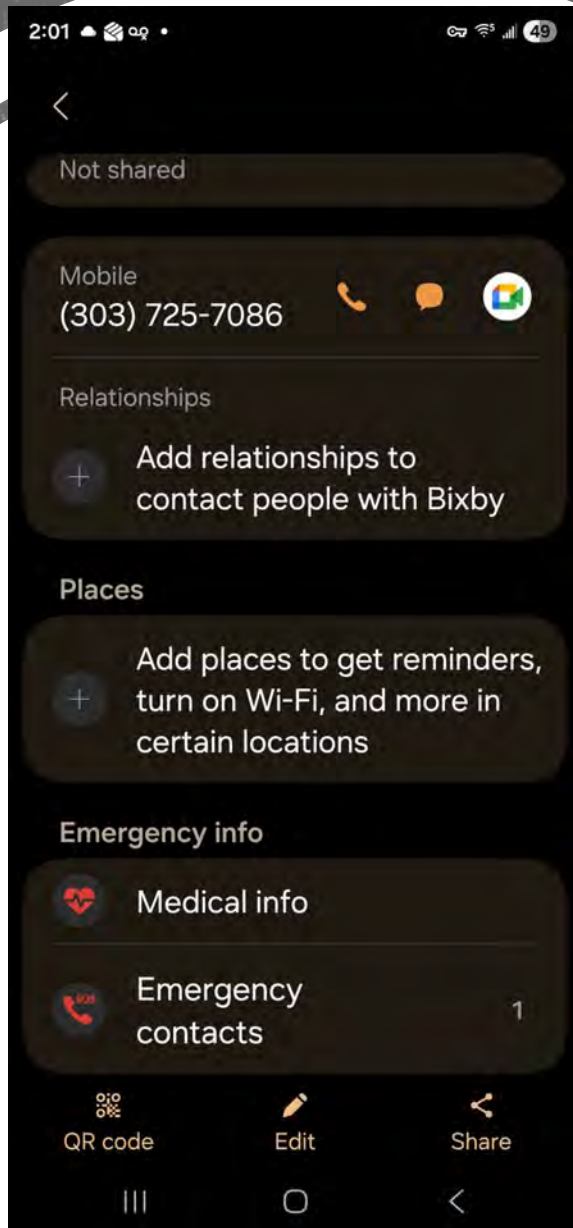 2:01
49
Not shared
Mobile
(303) 725-7086
Relationships
Add relationships to
contact people with Bixby
Places
Add places to get reminders,
turn on Wi-Fi, and more in
certain locations
Emergency info
Medical info
Emergency
contacts
1
QR code
Edit
Share